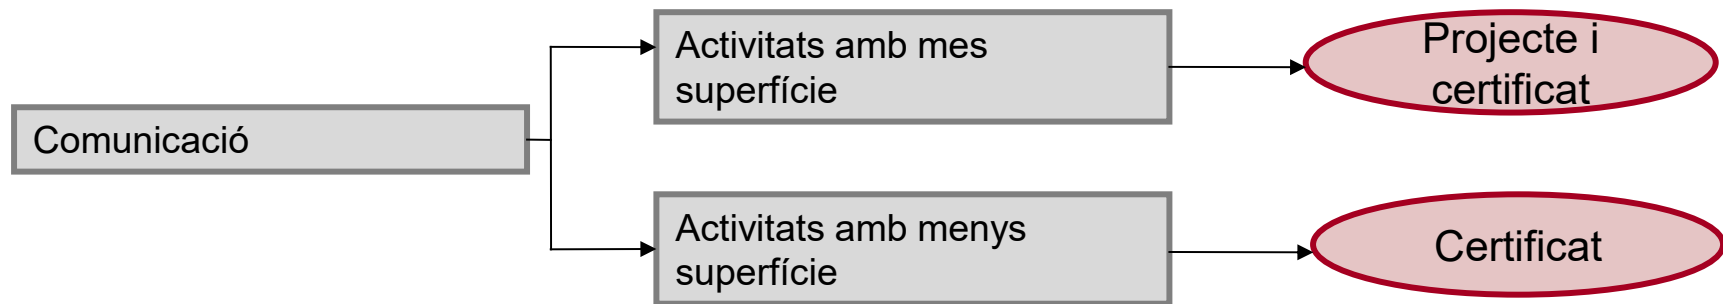 Comunicació
Activitats amb mes
superfície
Projecte i
certificat
Activitats amb menys
superfície
Certificat